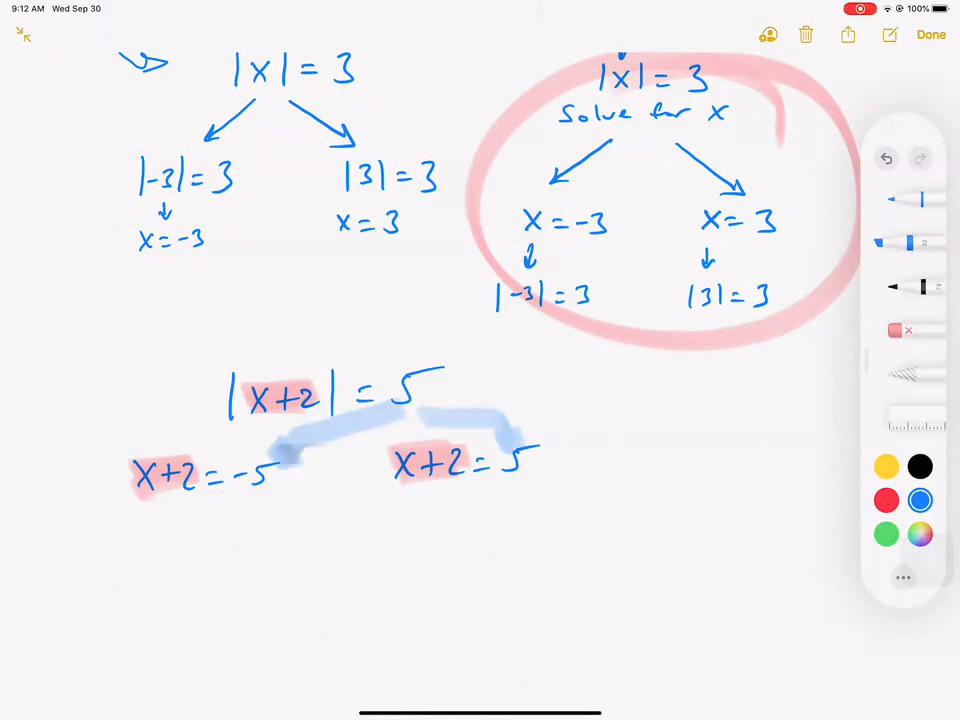 9:12 AM Wed Sep 30
100%
Done
|x| = 3
|-3| = 3
|3| = 3
x = -3
x = 3
|x| = 3
Solve for x
x = -3
x = 3
|-3| = 3
|3| = 3
|x+2| = 5
x+2 = -5
x+2 = 5